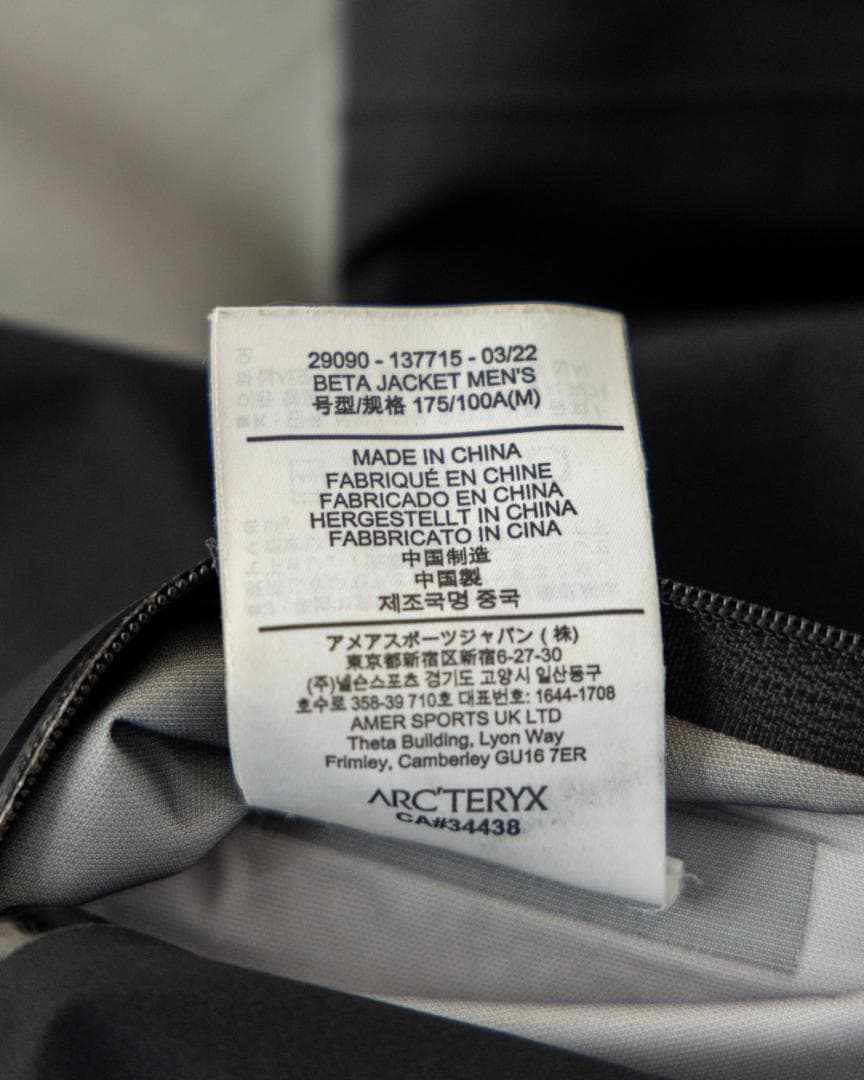 29090 - 137715 - 03/22
BETA JACKET MEN'S
号型/规格 175/100A(M)
MADE IN CHINA
FABRIQUÉ EN CHINE
FABRICADO EN CHINA
HERGESTELLT IN CHINA
FABBRICATO IN CINA
中国制造
中国製
제조국명 중국
アメアスポーツジャパン ( 株)
東京都新宿区新宿6-27-30
(주)넬슨스포츠 경기도 고양시 일산동구
호수로 358-39 710호 대표번호: 1644-1708
AMER SPORTS UK LTD
Theta Building, Lyon Way
Frimley, Camberley GU16 7ER
ARC'TERYX
CA#34438